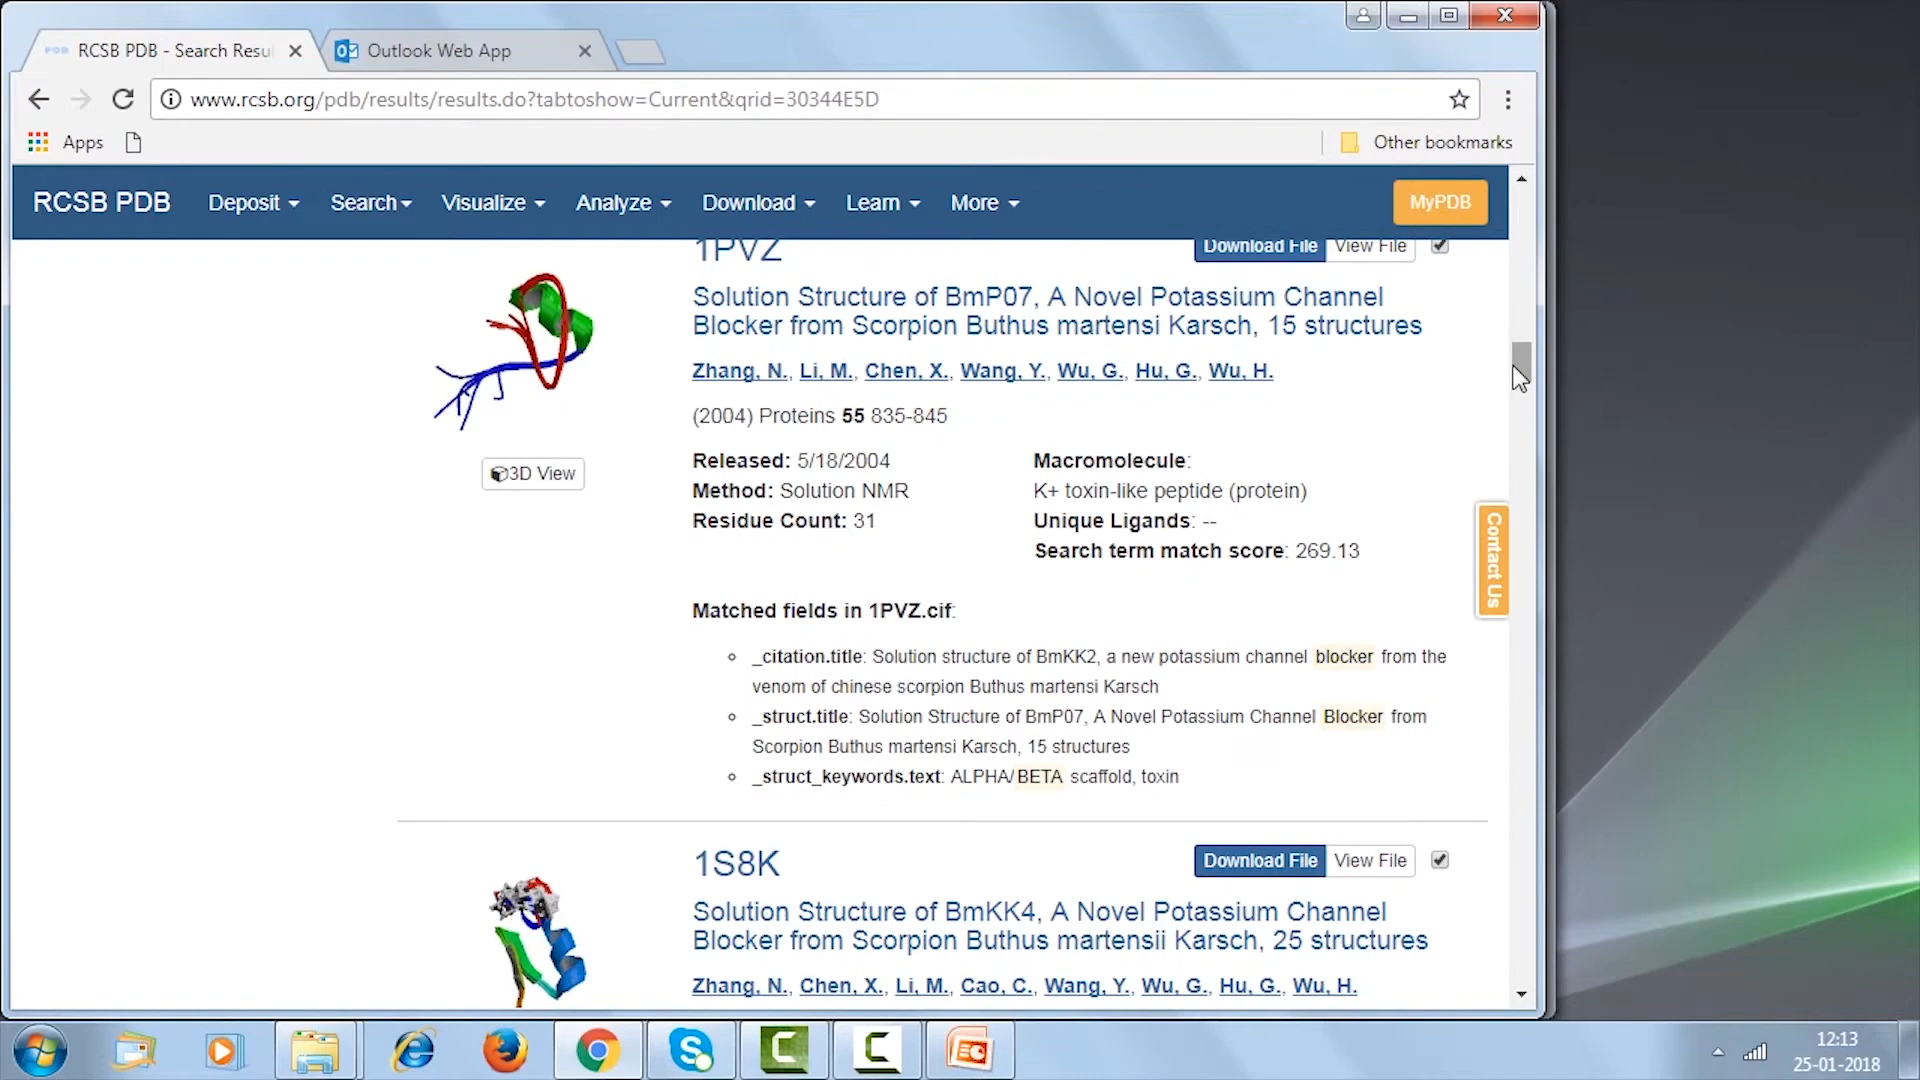 RCSB PDB - Search Resu
Outlook Web App
www.rcsb.org/pdb/results/results.do?tabtoshow=Current&qrid=30344E5D
Apps
Other bookmarks
RCSB PDB Deposit Search Visualize Analyze Download Learn More MyPDB
1PVZ
Download File View File
Solution Structure of BmP07, A Novel Potassium Channel
Blocker from Scorpion Buthus martensi Karsch, 15 structures
Zhang, N., Li, M., Chen, X., Wang, Y., Wu, G., Hu, G., Wu, H.
(2004) Proteins 55 835-845
3D View
Released: 5/18/2004
Method: Solution NMR
Residue Count: 31
Macromolecule:
K+ toxin-like peptide (protein)
Unique Ligands: --
Search term match score: 269.13
Contact Us
Matched fields in 1PVZ.cif:
_citation.title: Solution structure of BmKK2, a new potassium channel blocker from the
venom of chinese scorpion Buthus martensi Karsch
_struct.title: Solution Structure of BmP07, A Novel Potassium Channel Blocker from
Scorpion Buthus martensi Karsch, 15 structures
_struct_keywords.text: ALPHA/BETA scaffold, toxin
1S8K
Download File View File
Solution Structure of BmKK4, A Novel Potassium Channel
Blocker from Scorpion Buthus martensii Karsch, 25 structures
Zhang, N., Chen, X., Li, M., Cao, C., Wang, Y., Wu, G., Hu, G., Wu, H.
12:13
25-01-2018